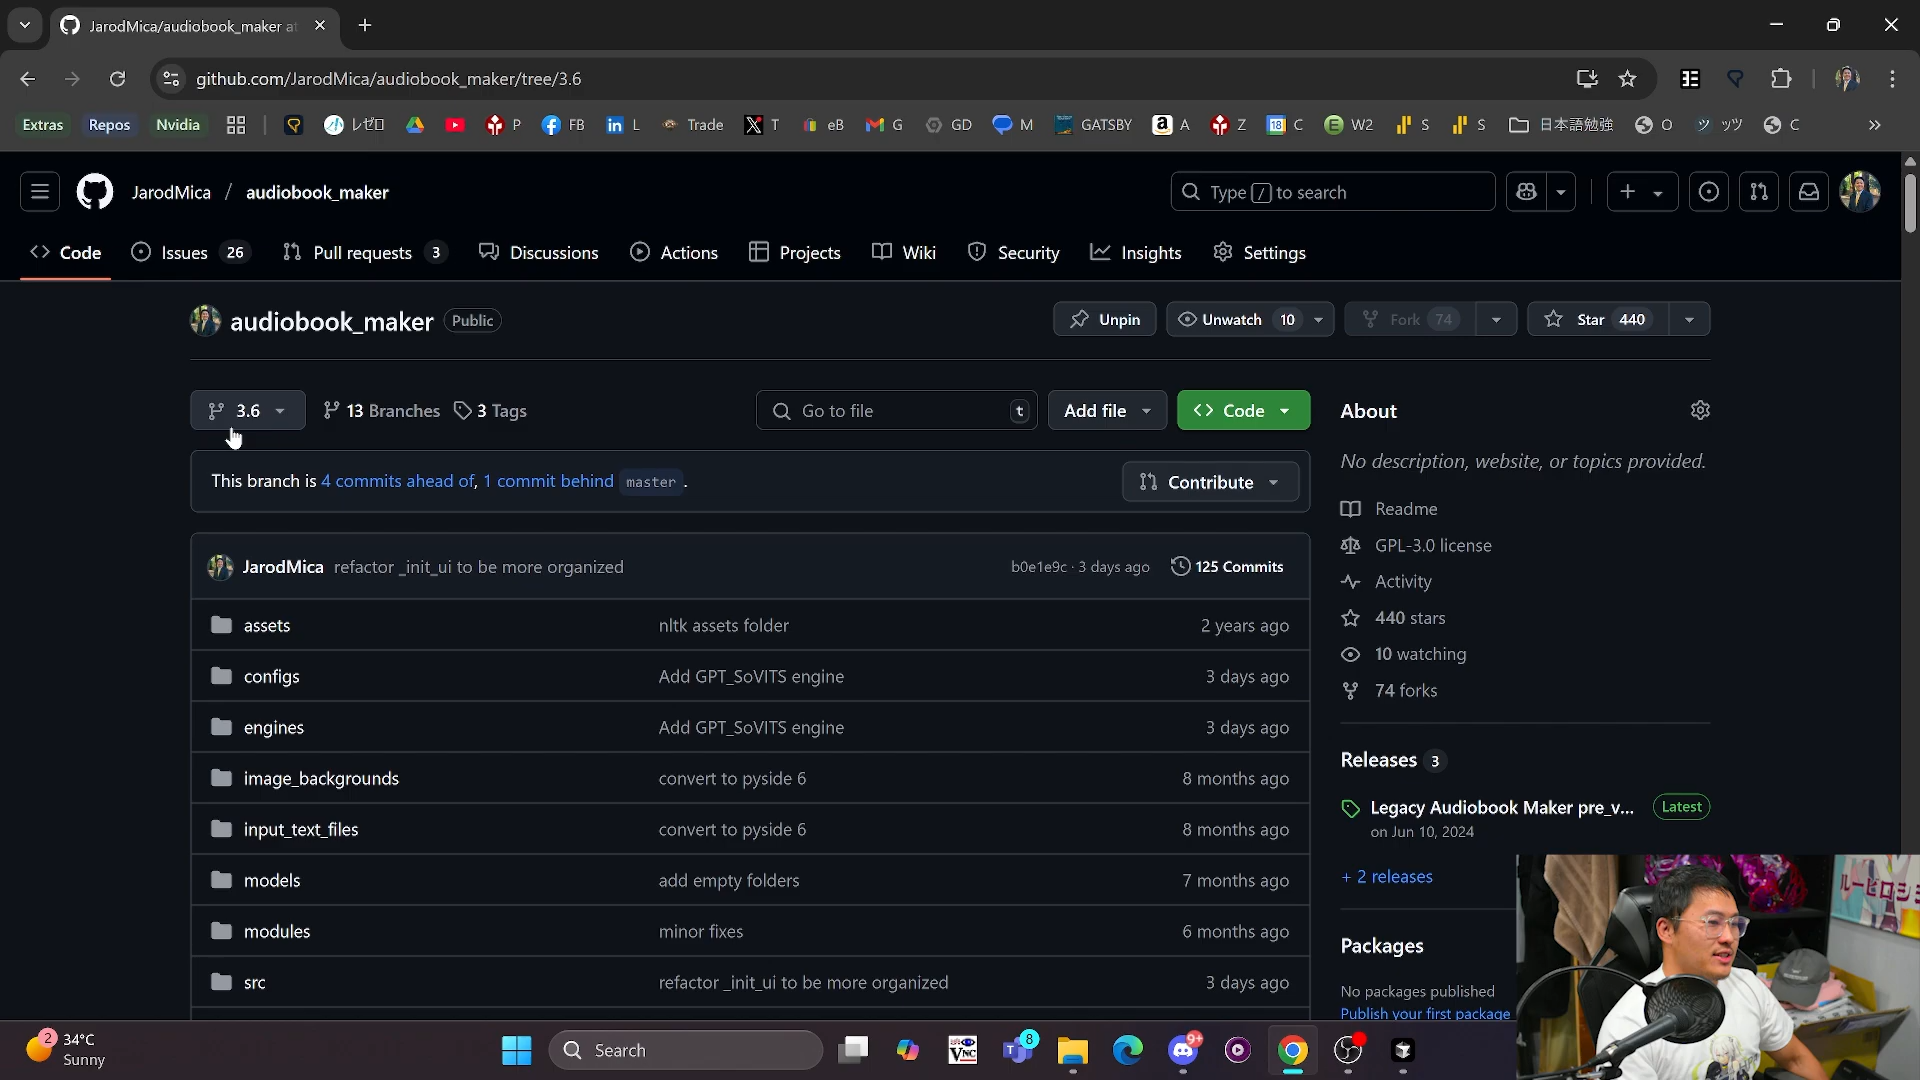 JarodMica/audiobook_maker at
github.com/JarodMica/audiobook_maker/tree/3.6
Extras Repos Nvidia レゼロ P FB L Trade T eB G GD M GATSBY A Z C W2 S S 日本語勉強 O ッツ C
JarodMica / audiobook_maker
Type / to search
Code Issues 26 Pull requests 3 Discussions Actions Projects Wiki Security Insights Settings
audiobook_maker Public
Unpin Unwatch 10 Fork 74 Star 440
3.6 13 Branches 3 Tags Go to file t Add file Code
This branch is 4 commits ahead of, 1 commit behind master .
Contribute
JarodMica refactor _init_ui to be more organized b0e1e9c · 3 days ago 125 Commits
assets nltk assets folder 2 years ago
configs Add GPT_SoVITS engine 3 days ago
engines Add GPT_SoVITS engine 3 days ago
image_backgrounds convert to pyside 6 8 months ago
input_text_files convert to pyside 6 8 months ago
models add empty folders 7 months ago
modules minor fixes 6 months ago
src refactor _init_ui to be more organized 3 days ago
About
No description, website, or topics provided.
Readme
GPL-3.0 license
Activity
440 stars
10 watching
74 forks
Releases 3
Legacy Audiobook Maker pre_v... Latest
on Jun 10, 2024
+ 2 releases
Packages
No packages published
Publish your first package
2
34°C
Sunny
Search
VNC
8
9+